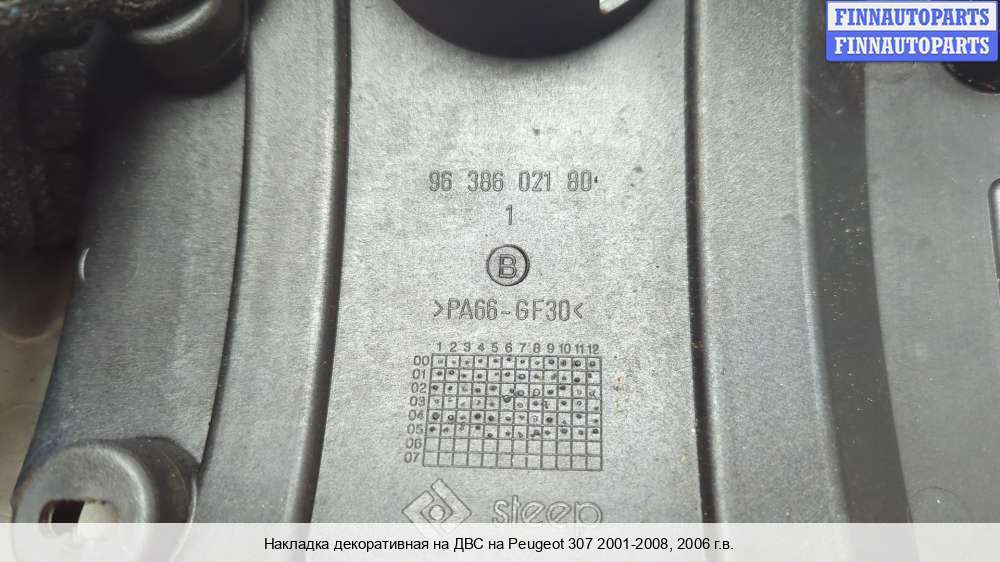 FINNAUTOPARTS
FINNAUTOPARTS
96 386 021 80
1
B
>PA66-GF30<
1 2 3 4 5 6 7 8 9 10 11 12
00
01
02
03
04
05
06
07
steep
Накладка декоративная на ДВС на Peugeot 307 2001-2008, 2006 г.в.